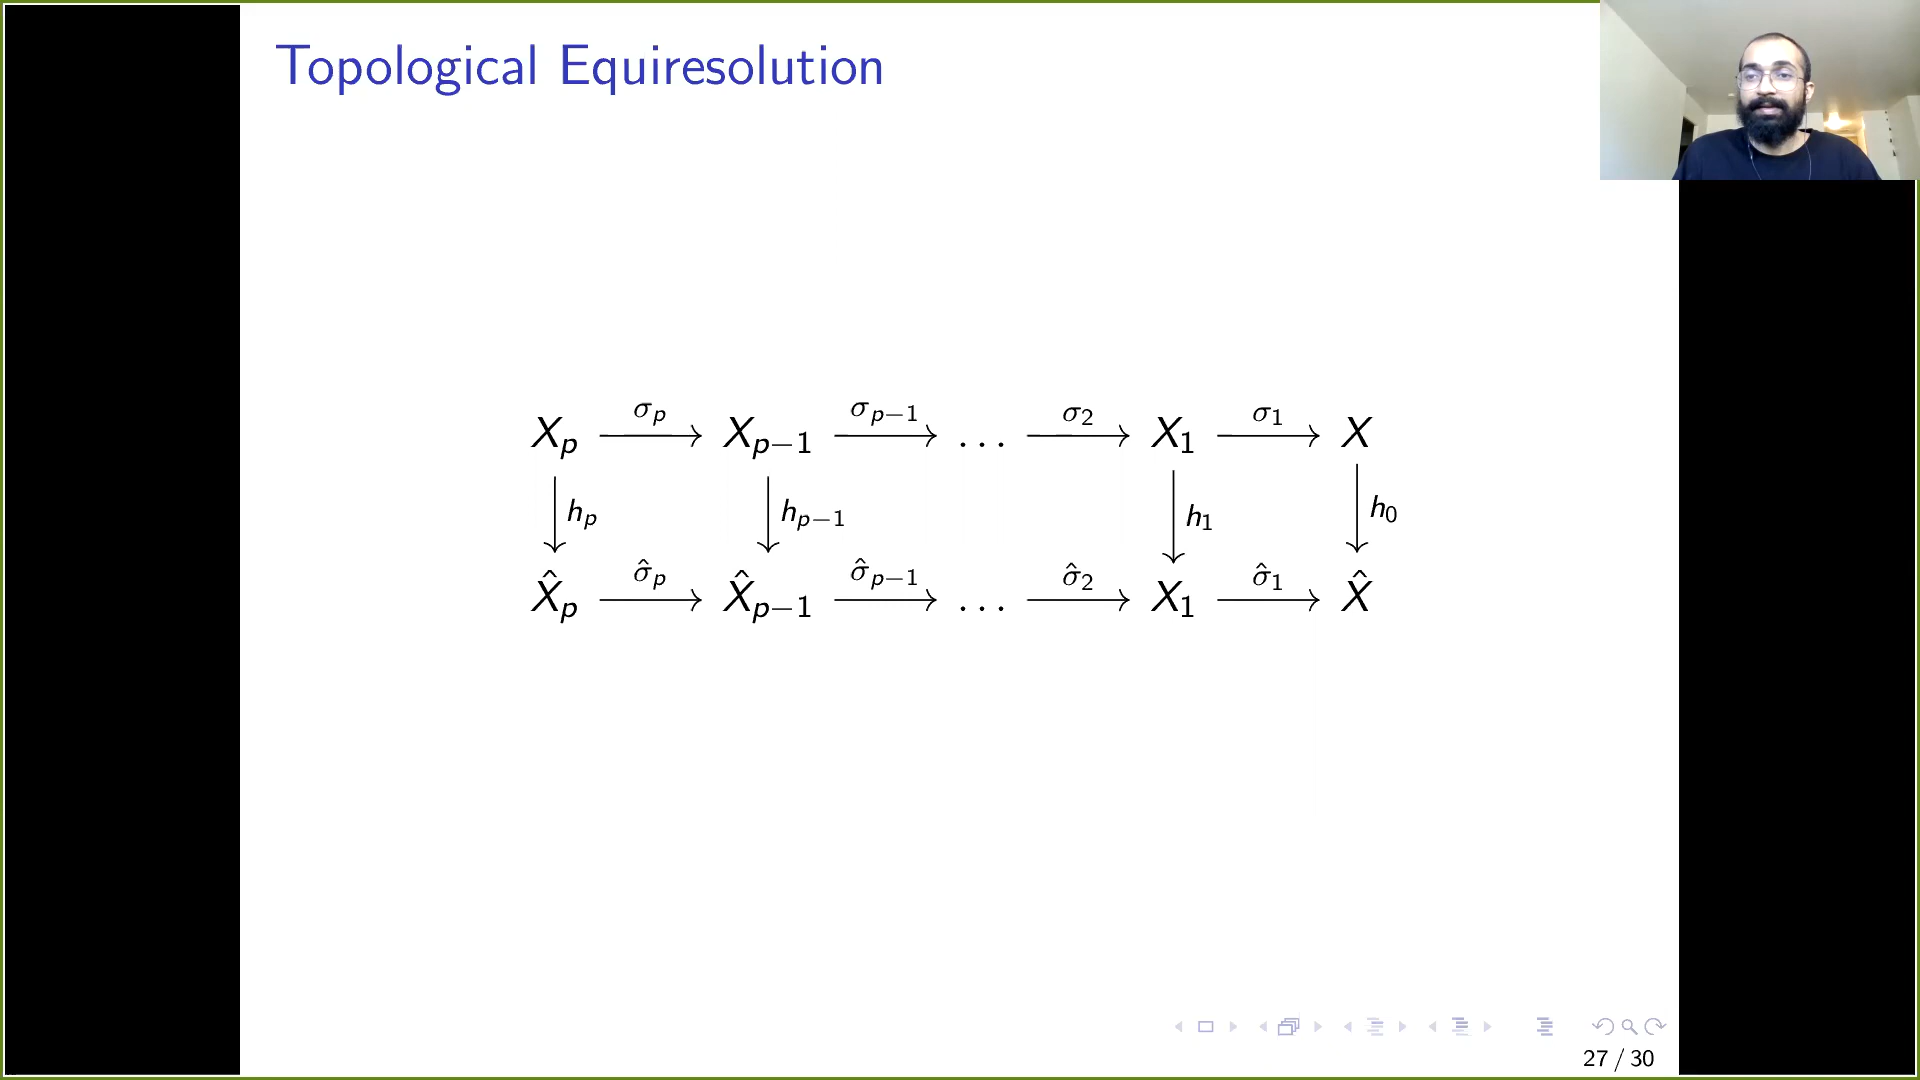 Topological Equiresolution
X_p σ_p X_{p−1} σ_{p−1} … σ_2 X_1 σ_1 X
h_p h_{p−1} h_1 h_0
X̂_p σ̂_p X̂_{p−1} σ̂_{p−1} … σ̂_2 X_1 σ̂_1 X̂
27 / 30